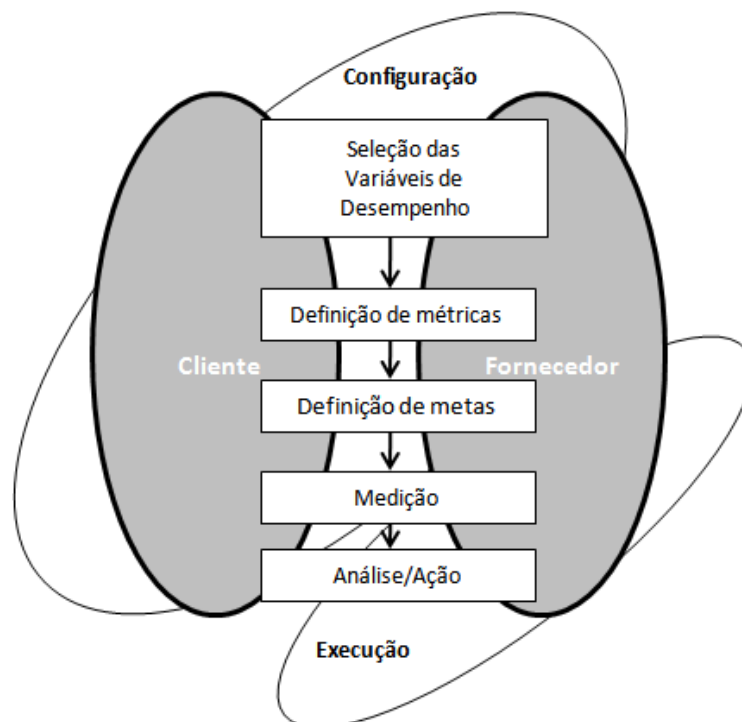 Configuração
Seleção das
Variáveis de
Desempenho
Definição de métricas
Cliente
Fornecedor
Definição de metas
Medição
Análise/Ação
Execução